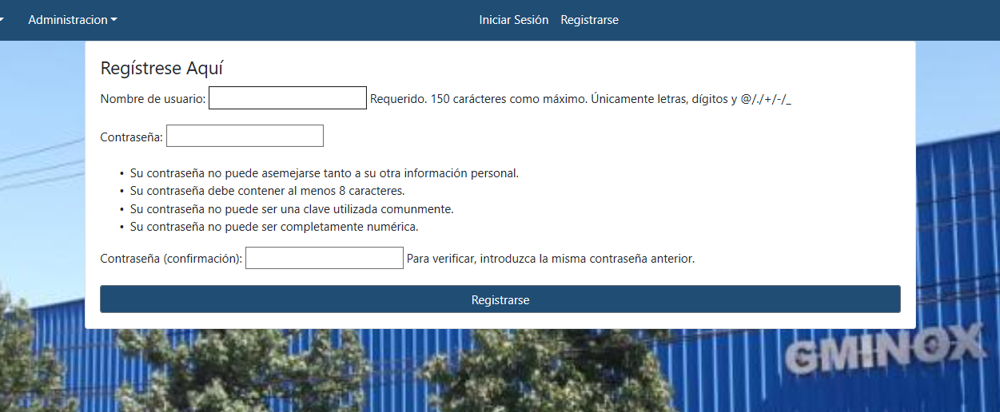 Administracion
Iniciar Sesión Registrarse
Regístrese Aquí
Nombre de usuario: Requerido. 150 carácteres como máximo. Únicamente letras, dígitos y @/./+/-/_
Contraseña:
• Su contraseña no puede asemejarse tanto a su otra información personal.
• Su contraseña debe contener al menos 8 caracteres.
• Su contraseña no puede ser una clave utilizada comunmente.
• Su contraseña no puede ser completamente numérica.
Contraseña (confirmación): Para verificar, introduzca la misma contraseña anterior.
Registrarse
GMINOX